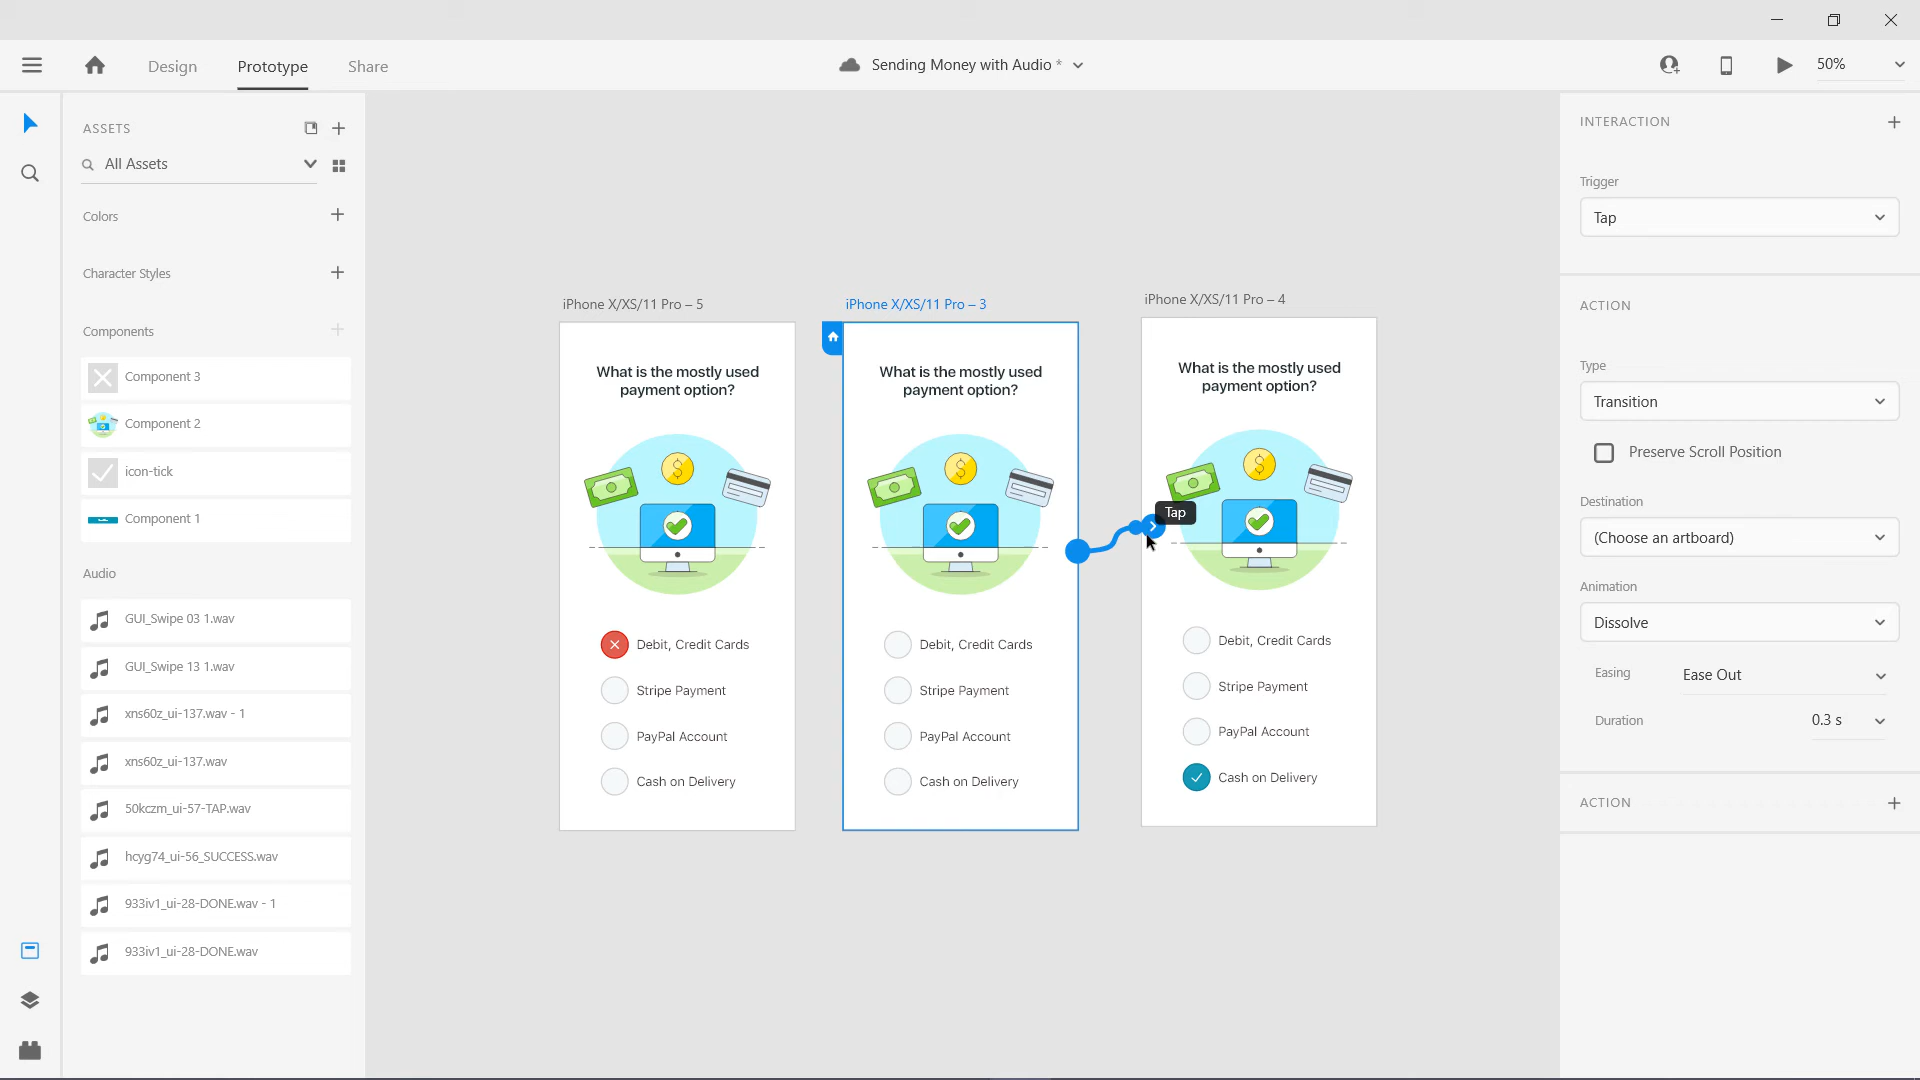 Design
Prototype
Share
Sending Money with Audio *
50%
ASSETS
All Assets
Colors
Character Styles
Components
Component 3
Component 2
icon-tick
Component 1
Audio
GUI_Swipe 03 1.wav
GUI_Swipe 13 1.wav
xns60z_ui-137.wav - 1
xns60z_ui-137.wav
50kczm_ui-57-TAP.wav
hcyg74_ui-56_SUCCESS.wav
933iv1_ui-28-DONE.wav - 1
933iv1_ui-28-DONE.wav
iPhone X/XS/11 Pro – 5
What is the mostly used
payment option?
Debit, Credit Cards
Stripe Payment
PayPal Account
Cash on Delivery
iPhone X/XS/11 Pro – 3
What is the mostly used
payment option?
Debit, Credit Cards
Stripe Payment
PayPal Account
Cash on Delivery
iPhone X/XS/11 Pro – 4
What is the mostly used
payment option?
Tap
Debit, Credit Cards
Stripe Payment
PayPal Account
Cash on Delivery
INTERACTION
Trigger
Tap
ACTION
Type
Transition
Preserve Scroll Position
Destination
(Choose an artboard)
Animation
Dissolve
Easing
Ease Out
Duration
0.3 s
ACTION